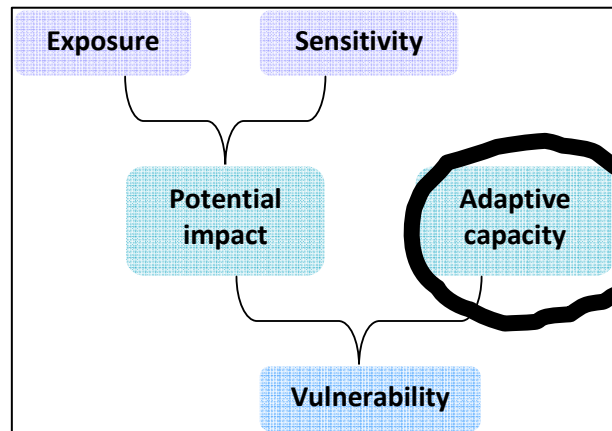 Exposure
Sensitivity
Potential
impact
Adaptive
capacity
Vulnerability